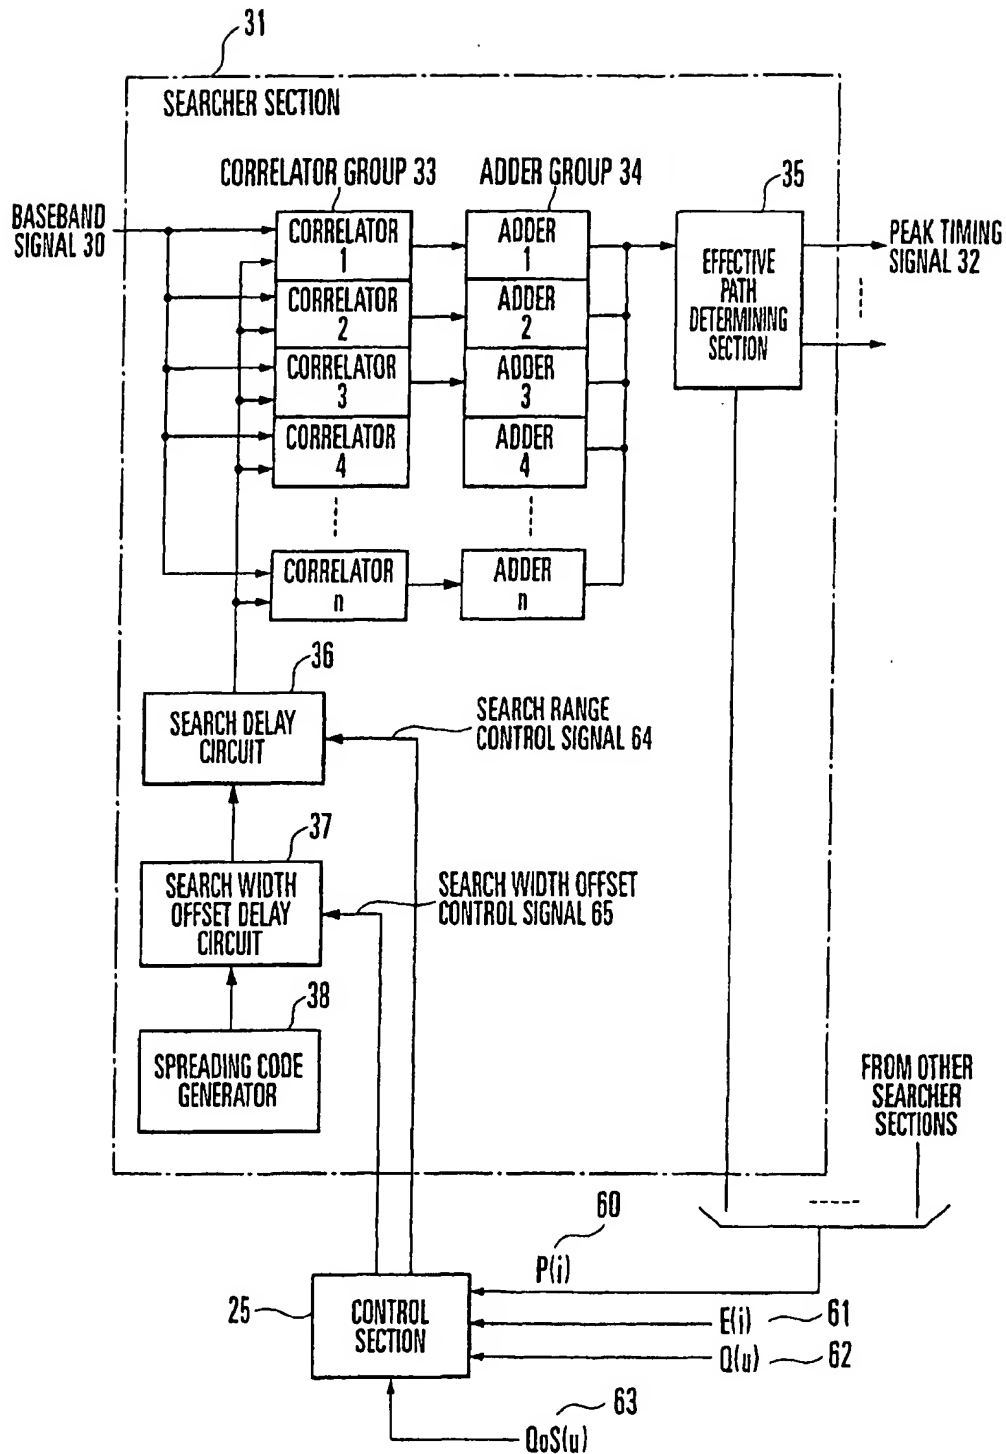 31
SEARCHER SECTION
CORRELATOR GROUP 33
ADDER GROUP 34
35
BASEBAND
SIGNAL 30
CORRELATOR
1
ADDER
1
EFFECTIVE
PATH
DETERMINING
SECTION
PEAK TIMING
SIGNAL 32
CORRELATOR
2
ADDER
2
CORRELATOR
3
ADDER
3
CORRELATOR
4
ADDER
4
CORRELATOR
n
ADDER
n
36
SEARCH DELAY
CIRCUIT
SEARCH RANGE
CONTROL SIGNAL 64
37
SEARCH WIDTH
OFFSET DELAY
CIRCUIT
SEARCH WIDTH OFFSET
CONTROL SIGNAL 65
38
SPREADING CODE
GENERATOR
FROM OTHER
SEARCHER
SECTIONS
60
P(i)
25
CONTROL
SECTION
E(i)
61
Q(u)
62
63
QoS(u)